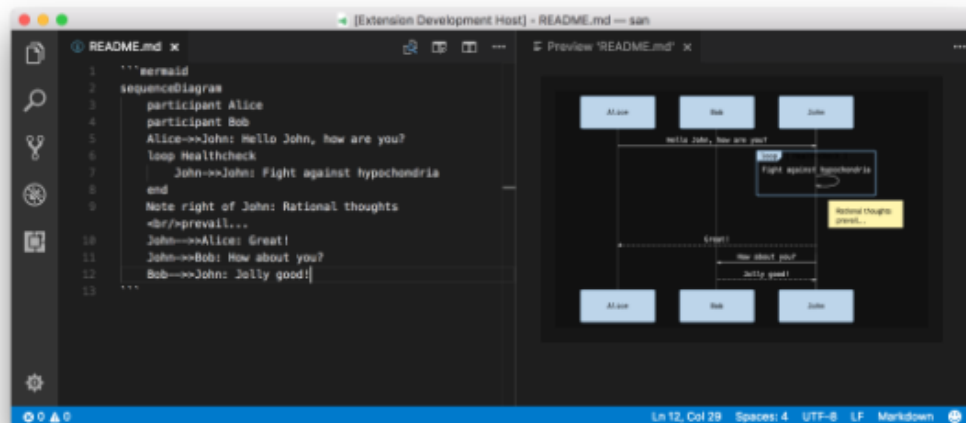 [Extension Development Host] - README.md — san
README.md ×
Preview 'README.md' ×
1 ```mermaid
2 sequenceDiagram
3 participant Alice
4 participant Bob
5 Alice->>John: Hello John, how are you?
6 loop Healthcheck
7 John->>John: Fight against hypochondria
8 end
9 Note right of John: Rational thoughts
<br/>prevail...
10 John-->>Alice: Great!
11 John->>Bob: How about you?
12 Bob-->>John: Jolly good!
13 ```
Alice Bob John
Hello John, how are you?
loop
Fight against hypochondria
Rational thoughts
prevail...
Great!
How about you?
Jolly good!
Alice Bob John
0 0 Ln 12, Col 29 Spaces: 4 UTF-8 LF Markdown